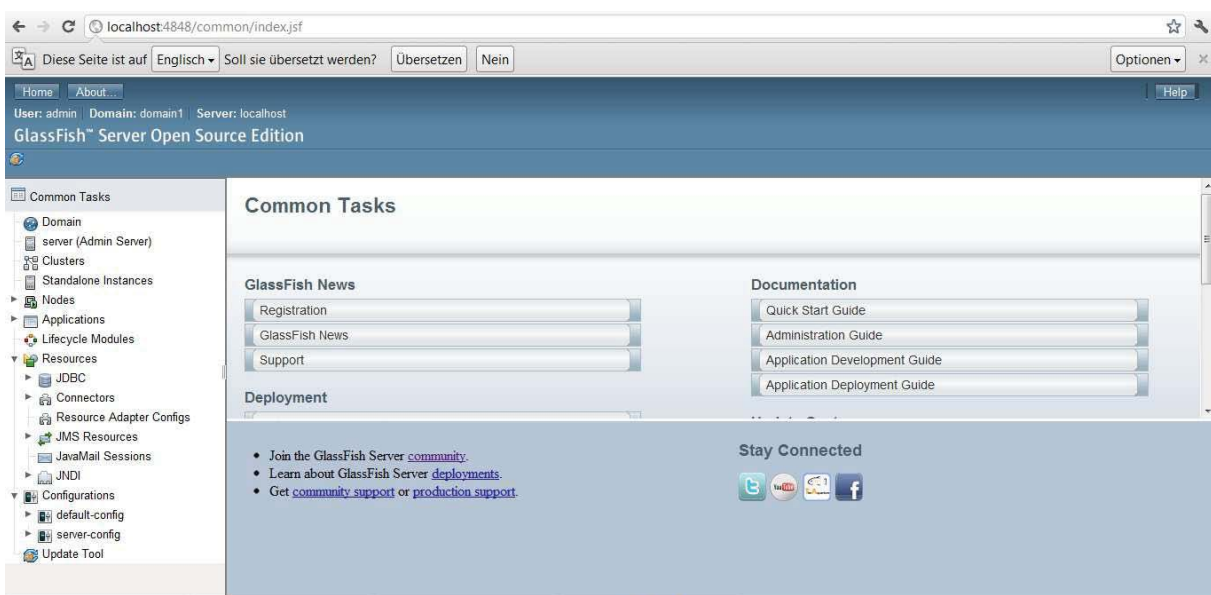 localhost:4848/common/index.jsf
Diese Seite ist auf Englisch Soll sie übersetzt werden? Übersetzen Nein Optionen
Home About... Help
User: admin Domain: domain1 Server: localhost
GlassFish™ Server Open Source Edition
Common Tasks
Domain
server (Admin Server)
Clusters
Standalone Instances
Nodes
Applications
Lifecycle Modules
Resources
JDBC
Connectors
Resource Adapter Configs
JMS Resources
JavaMail Sessions
JNDI
Configurations
default-config
server-config
Update Tool
Common Tasks
GlassFish News
Registration
GlassFish News
Support
Deployment
Documentation
Quick Start Guide
Administration Guide
Application Development Guide
Application Deployment Guide
Join the GlassFish Server community.
Learn about GlassFish Server deployments.
Get community support or production support.
Stay Connected